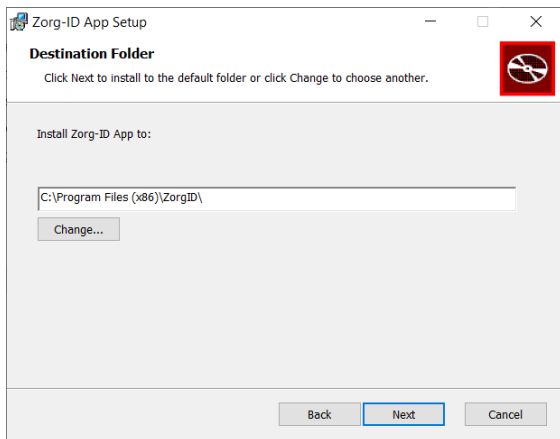 Zorg-ID App Setup
Destination Folder
Click Next to install to the default folder or click Change to choose another.
Install Zorg-ID App to:
C:\Program Files (x86)\ZorgID\
Change...
Back Next Cancel